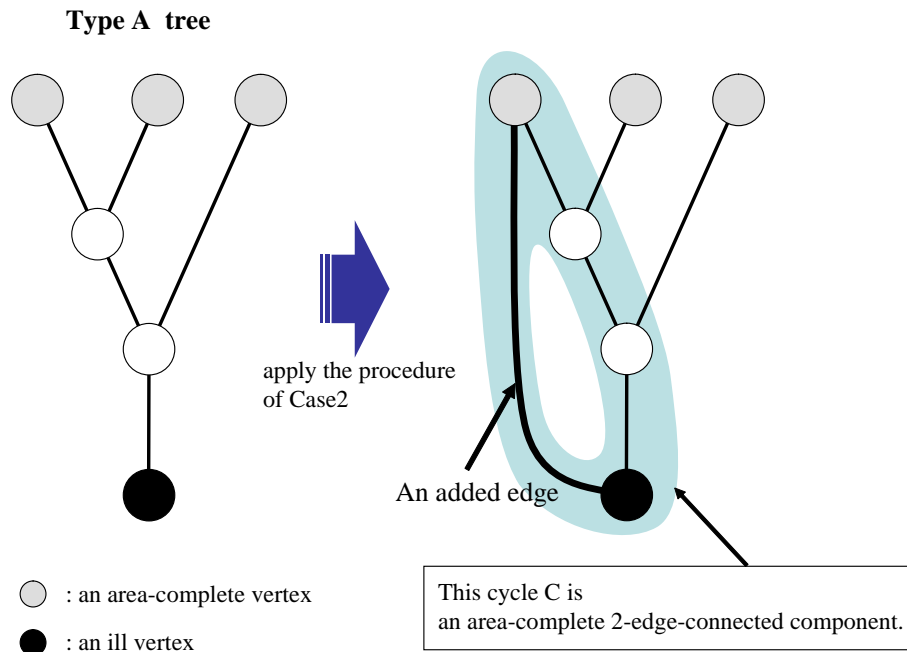 Type A tree
apply the procedure
of Case2
An added edge
This cycle C is
an area-complete 2-edge-connected component.
: an area-complete vertex
: an ill vertex